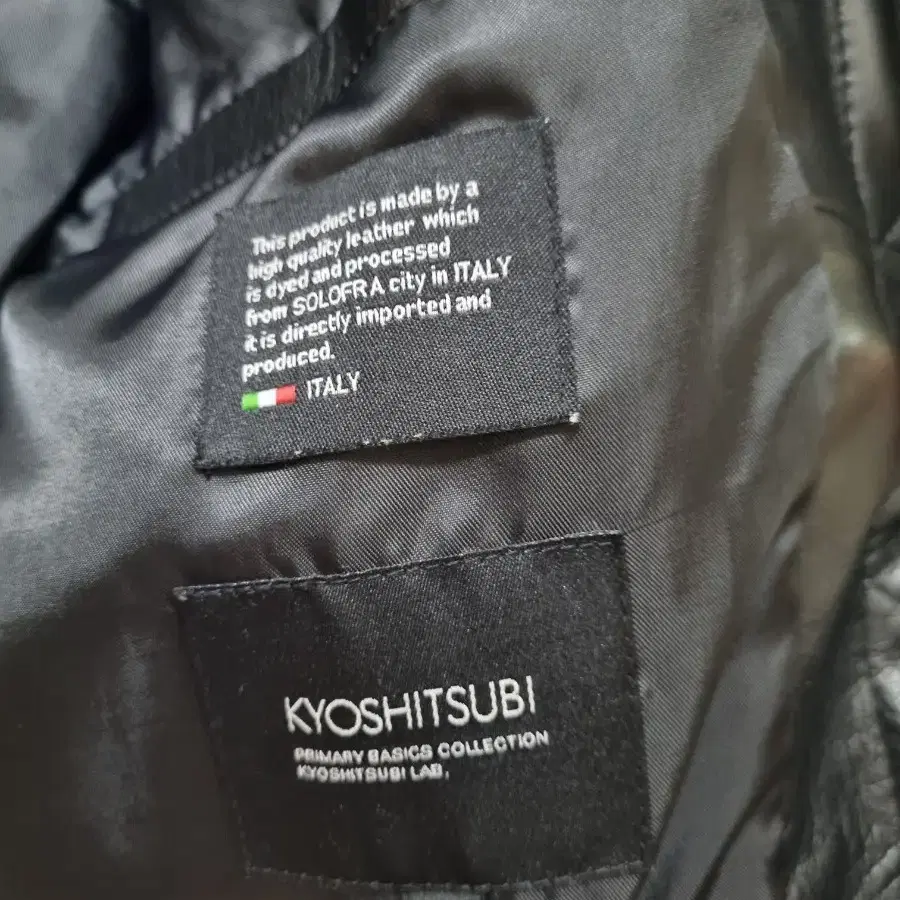 This product is made by a
high quality leather which
is dyed and processed
from SOLOFRA city in ITALY
it is directly imported and
produced.
ITALY
KYOSHITSUBI
PRIMARY BASICS COLLECTION
KYOSHITSUBI LAB,